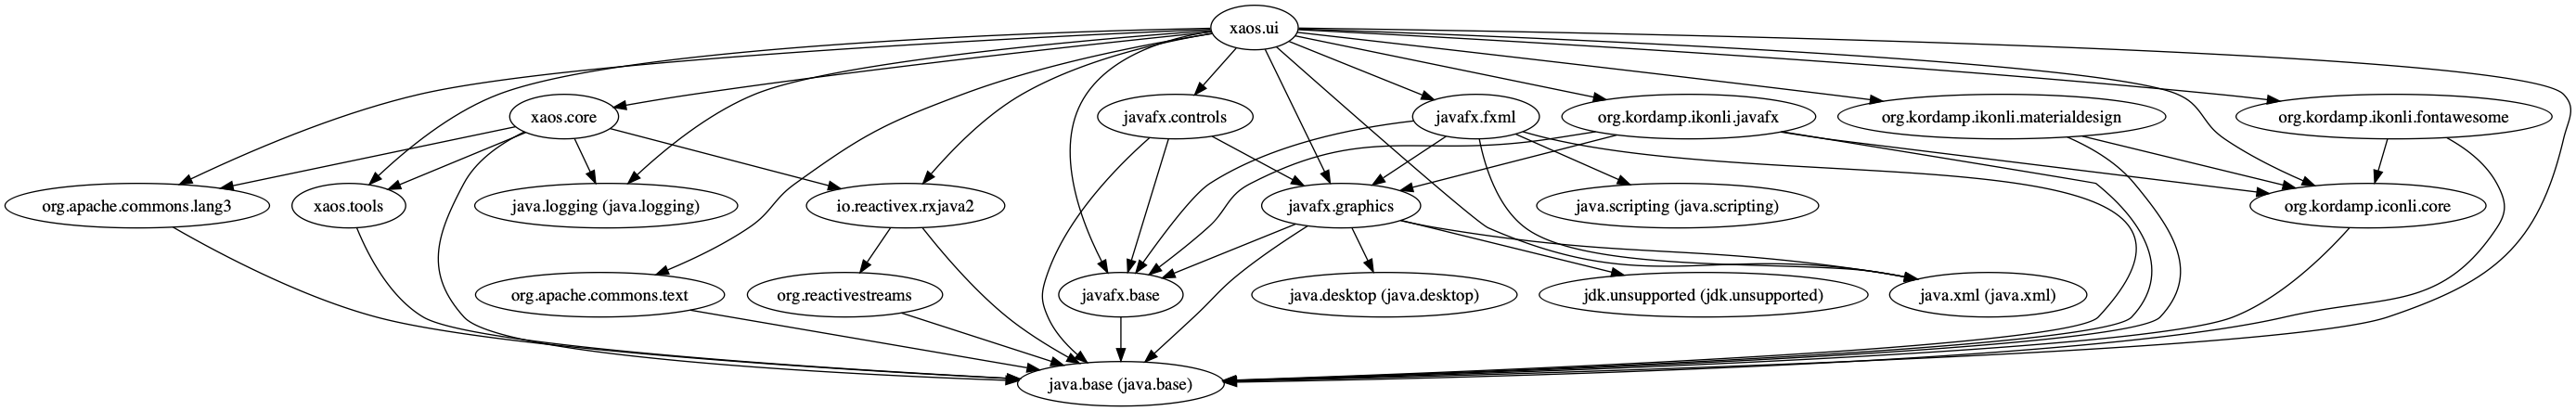 xaos.ui
xaos.core
javafx.controls
javafx.fxml
org.kordamp.ikonli.javafx
org.kordamp.ikonli.materialdesign
org.kordamp.ikonli.fontawesome
org.apache.commons.lang3
xaos.tools
java.logging (java.logging)
io.reactivex.rxjava2
javafx.graphics
java.scripting (java.scripting)
org.kordamp.iconli.core
org.apache.commons.text
org.reactivestreams
javafx.base
java.desktop (java.desktop)
jdk.unsupported (jdk.unsupported)
java.xml (java.xml)
java.base (java.base)